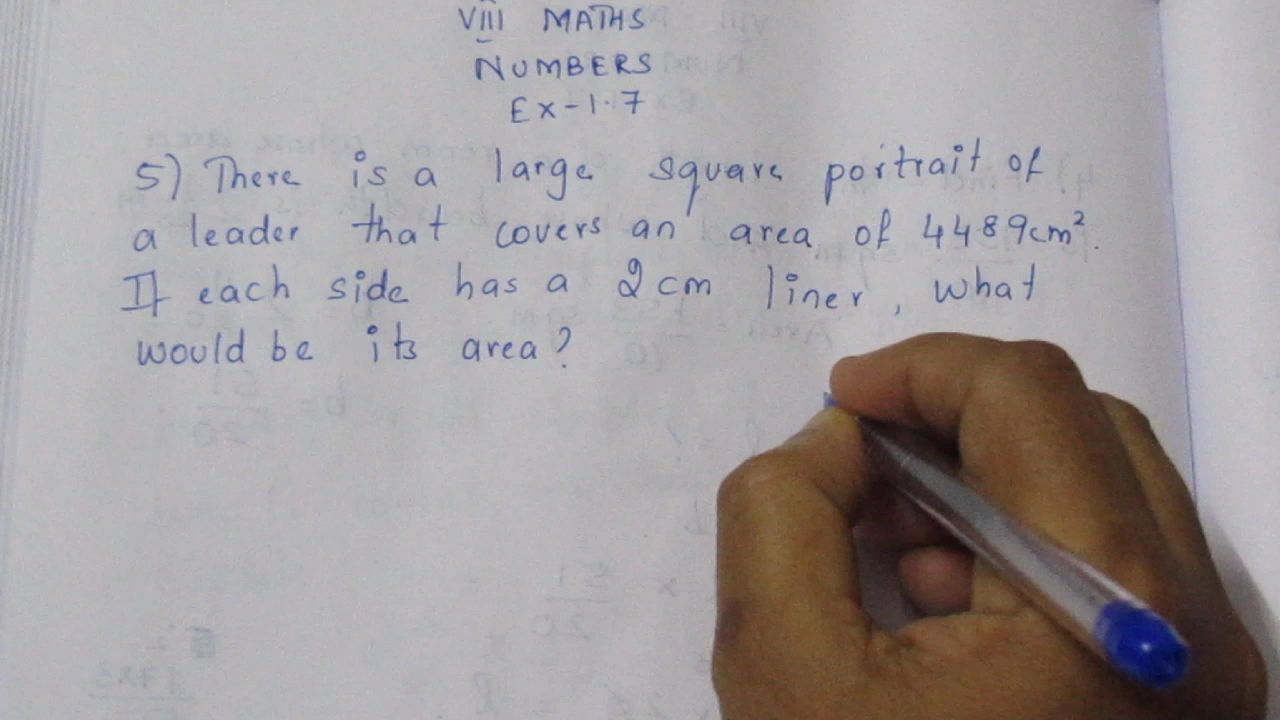 VIII MATHS
NUMBERS
Ex-1.7
5) There is a large square portrait of
a leader that covers an area of 4489cm².
If each side has a 2cm liner, what
would be its area?